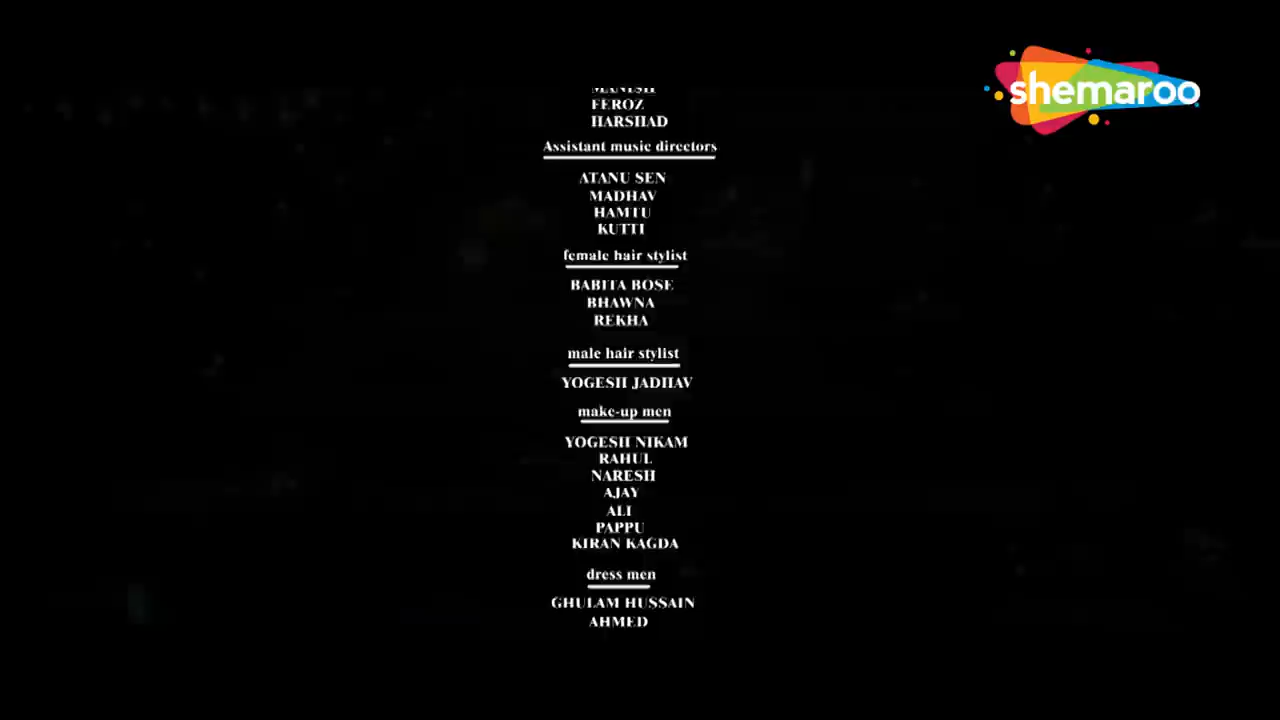 MANISH
FEROZ
HARSHAD
shemaroo
Assistant music directors
ATANU SEN
MADHAV
HAMTU
KUTTI
female hair stylist
BABITA BOSE
BHAWNA
REKHA
male hair stylist
YOGESH JADHAV
make-up men
YOGESH NIKAM
RAHUL
NARESH
AJAY
ALI
PAPPU
KIRAN KAGDA
dress men
GHULAM HUSSAIN
AHMED